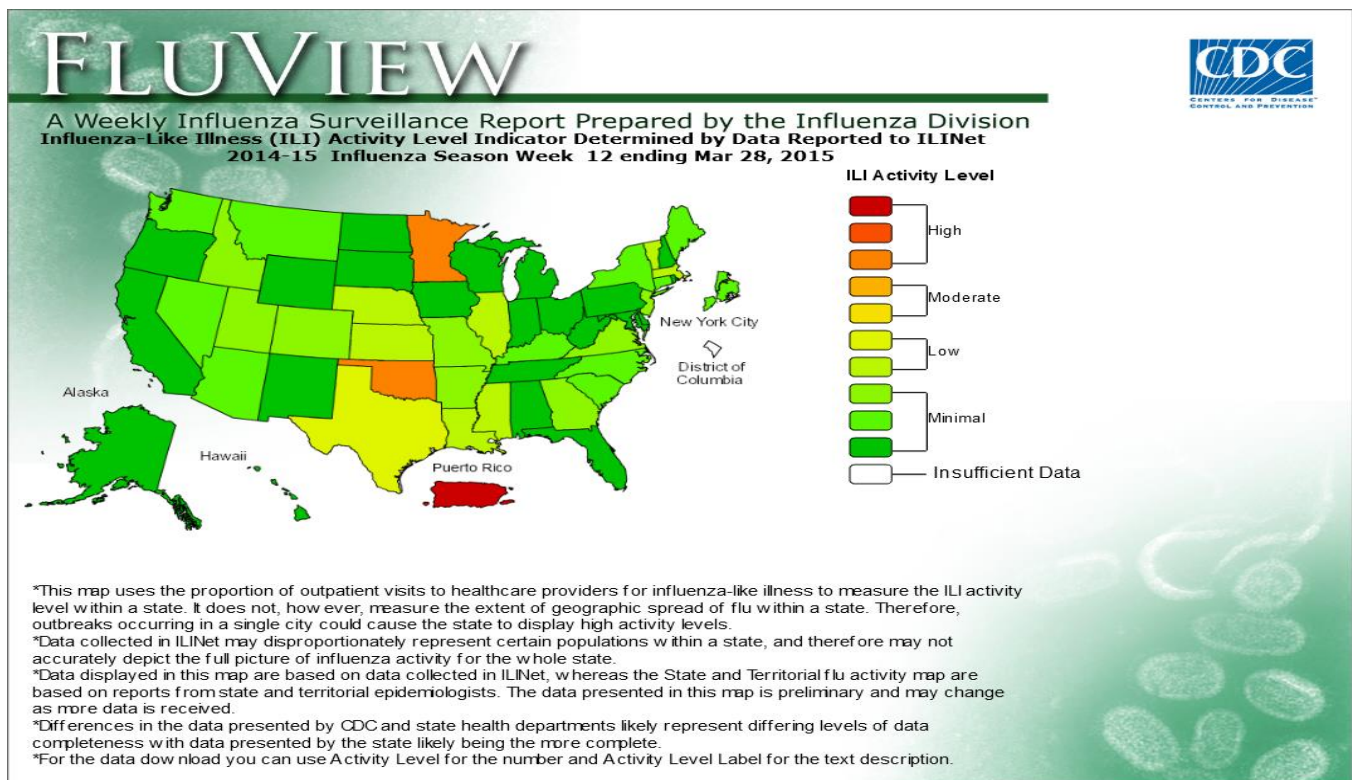 FLUVIEW
CDC
CENTERS FOR DISEASE™
CONTROL AND PREVENTION
A Weekly Influenza Surveillance Report Prepared by the Influenza Division
Influenza-Like Illness (ILI) Activity Level Indicator Determined by Data Reported to ILINet
2014-15 Influenza Season Week 12 ending Mar 28, 2015
ILI Activity Level
High
Moderate
Low
Minimal
Insufficient Data
New York City
District of
Columbia
Alaska
Hawaii
Puerto Rico
*This map uses the proportion of outpatient visits to healthcare providers for influenza-like illness to measure the ILI activity
level within a state. It does not, however, measure the extent of geographic spread of flu within a state. Therefore,
outbreaks occurring in a single city could cause the state to display high activity levels.
*Data collected in ILINet may disproportionately represent certain populations within a state, and therefore may not
accurately depict the full picture of influenza activity for the whole state.
*Data displayed in this map are based on data collected in ILINet, whereas the State and Territorial flu activity map are
based on reports from state and territorial epidemiologists. The data presented in this map is preliminary and may change
as more data is received.
*Differences in the data presented by CDC and state health departments likely represent differing levels of data
completeness with data presented by the state likely being the more complete.
*For the data download you can use Activity Level for the number and Activity Level Label for the text description.